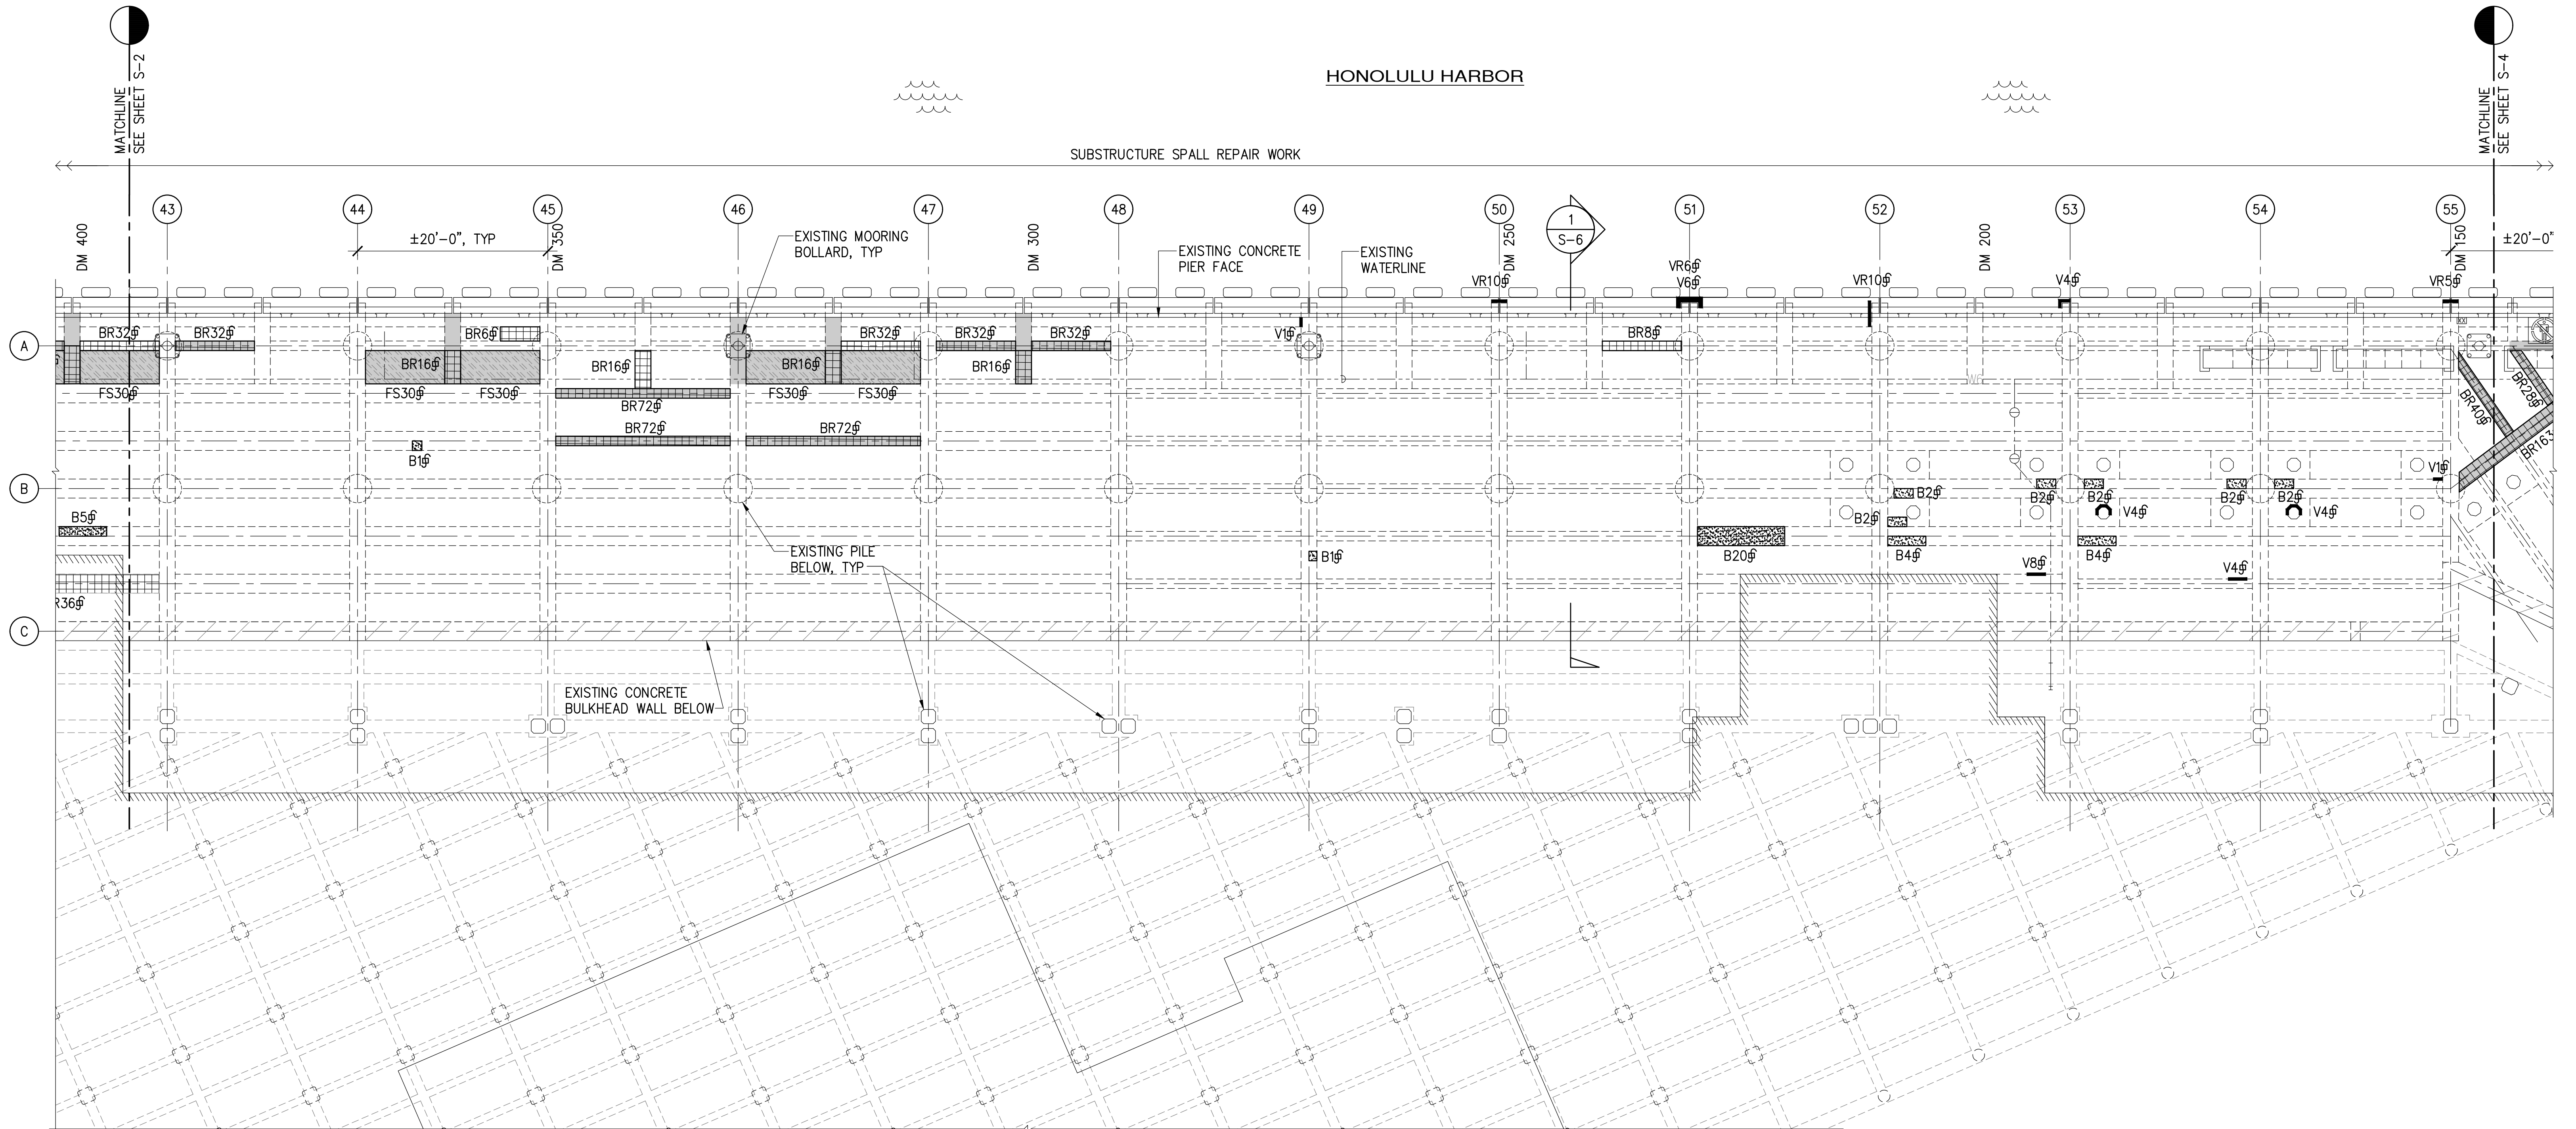 HONOLULU HARBOR
MATCHLINE
SEE SHEET S-2
MATCHLINE
SEE SHEET S-4
SUBSTRUCTURE SPALL REPAIR WORK
43
44
45
46
47
48
49
50
51
52
53
54
55
1
S-6
DM 400
±20'-0", TYP
DM 350
EXISTING MOORING
BOLLARD, TYP
DM 300
EXISTING CONCRETE
PIER FACE
EXISTING
WATERLINE
DM 250
DM 200
DM 150
±20'-0"
VR10
VR6
V6
VR10
V4
VR5
A
BR32
BR32
BR6
BR32
BR32
BR32
V1
BR8
BR16
BR16
BR16
BR16
FS30
FS30
FS30
FS30
FS30
BR72
BR72
BR72
BR40
BR28
BR163
B1
V1
B
B2
B2
B2
B2
B2
B5
B2
V4
V4
B1
B20
B4
B4
EXISTING PILE
BELOW, TYP
V8
V4
R36
C
EXISTING CONCRETE
BULKHEAD WALL BELOW